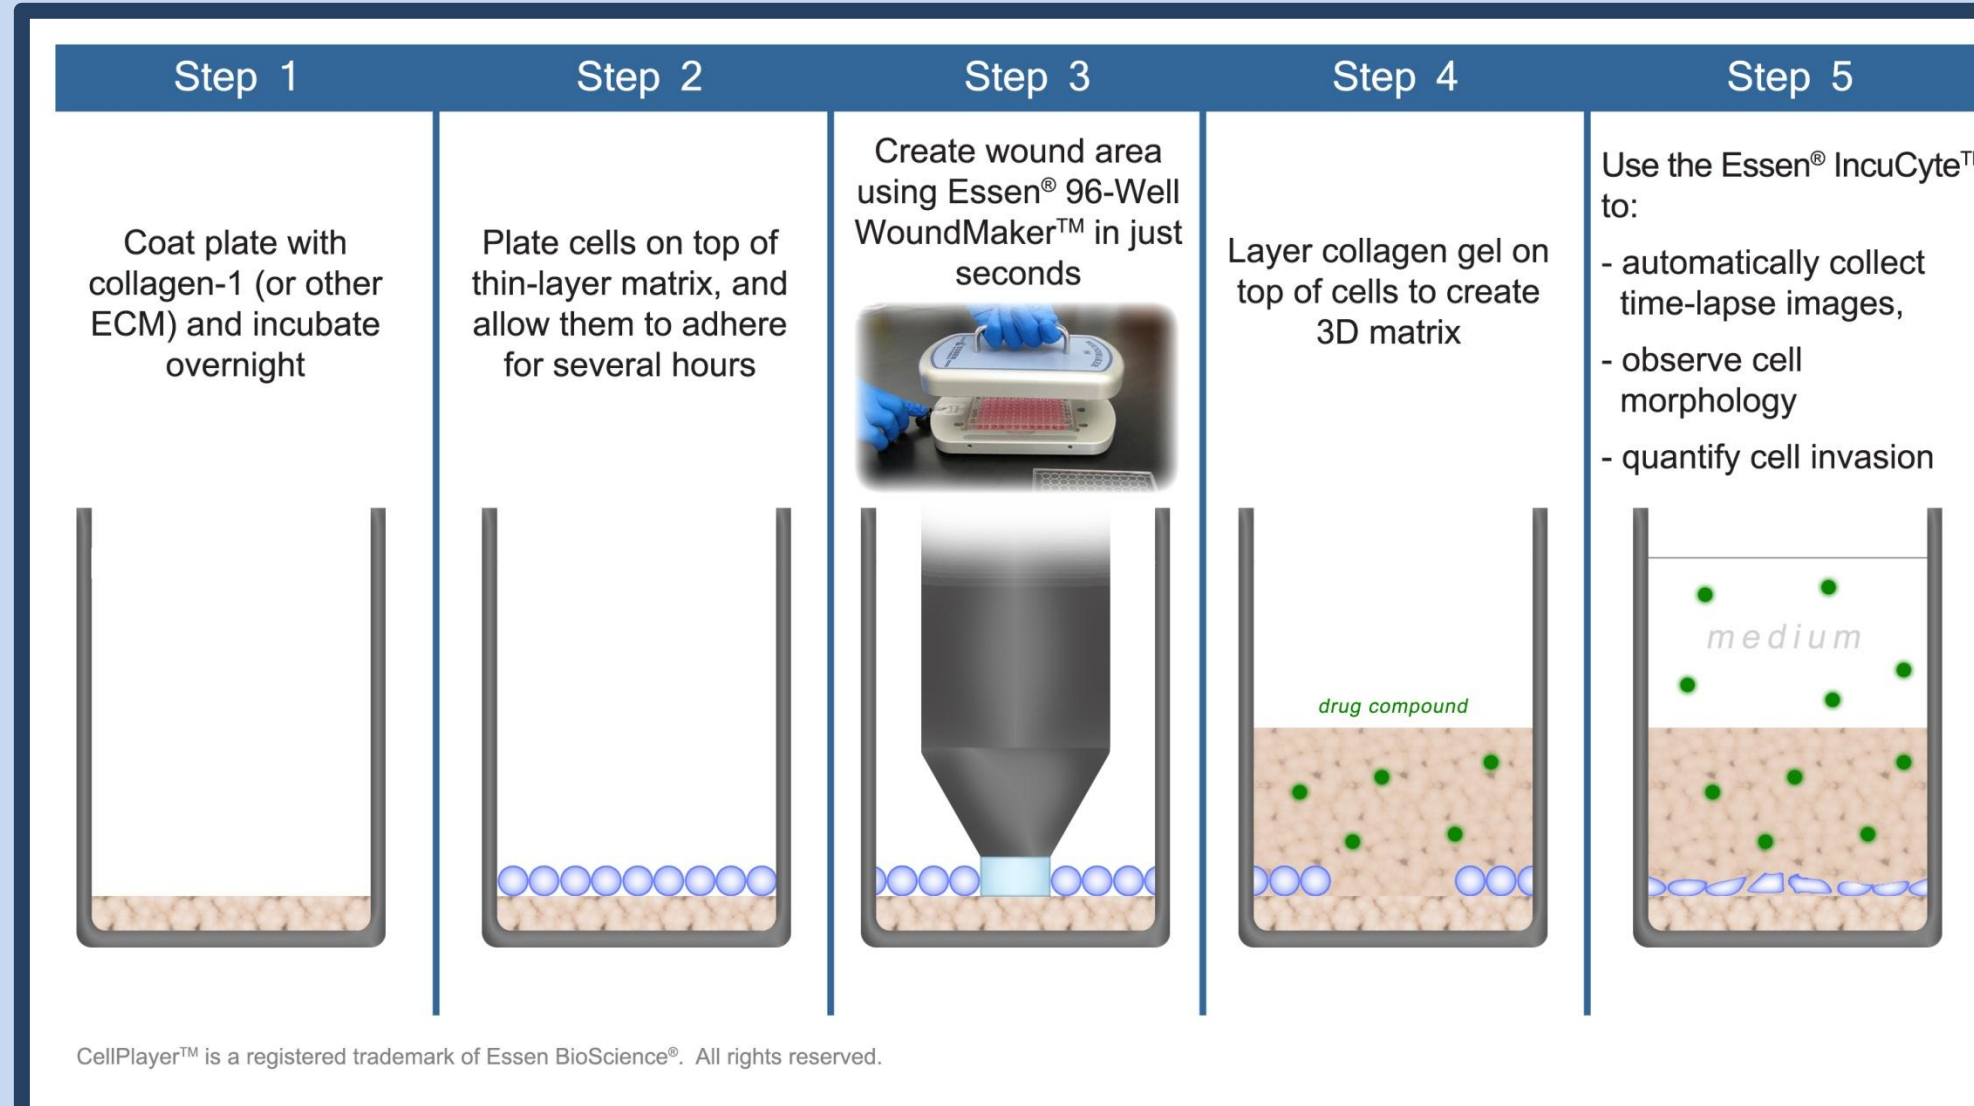 Step 1
Coat plate with
collagen-1 (or other
ECM) and incubate
overnight
Step 2
Plate cells on top of
thin-layer matrix, and
allow them to adhere
for several hours
Step 3
Create wound area
using Essen® 96-Well
WoundMaker™ in just
seconds
Step 4
Layer collagen gel on
top of cells to create
3D matrix
drug compound
Step 5
Use the Essen® IncuCyte™
to:
- automatically collect
time-lapse images,
- observe cell
morphology
- quantify cell invasion
medium
CellPlayer™ is a registered trademark of Essen BioScience®. All rights reserved.